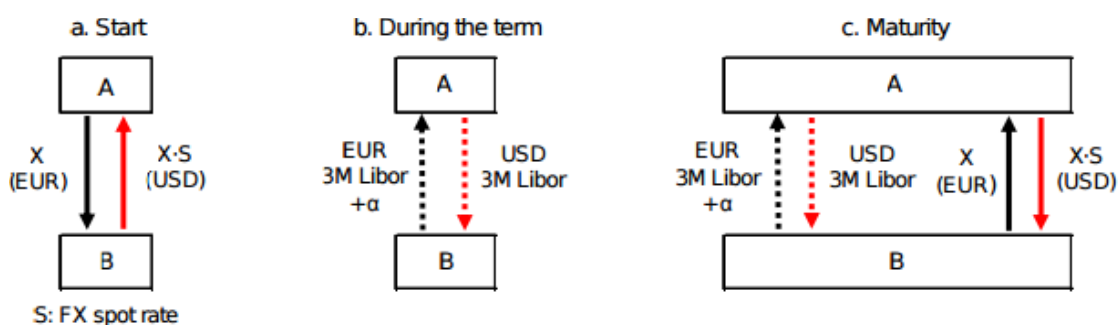 a. Start
A
X
(EUR)
X·S
(USD)
B
S: FX spot rate
b. During the term
A
EUR
3M Libor
+α
USD
3M Libor
B
c. Maturity
A
EUR
3M Libor
+α
USD
3M Libor
X
(EUR)
X·S
(USD)
B